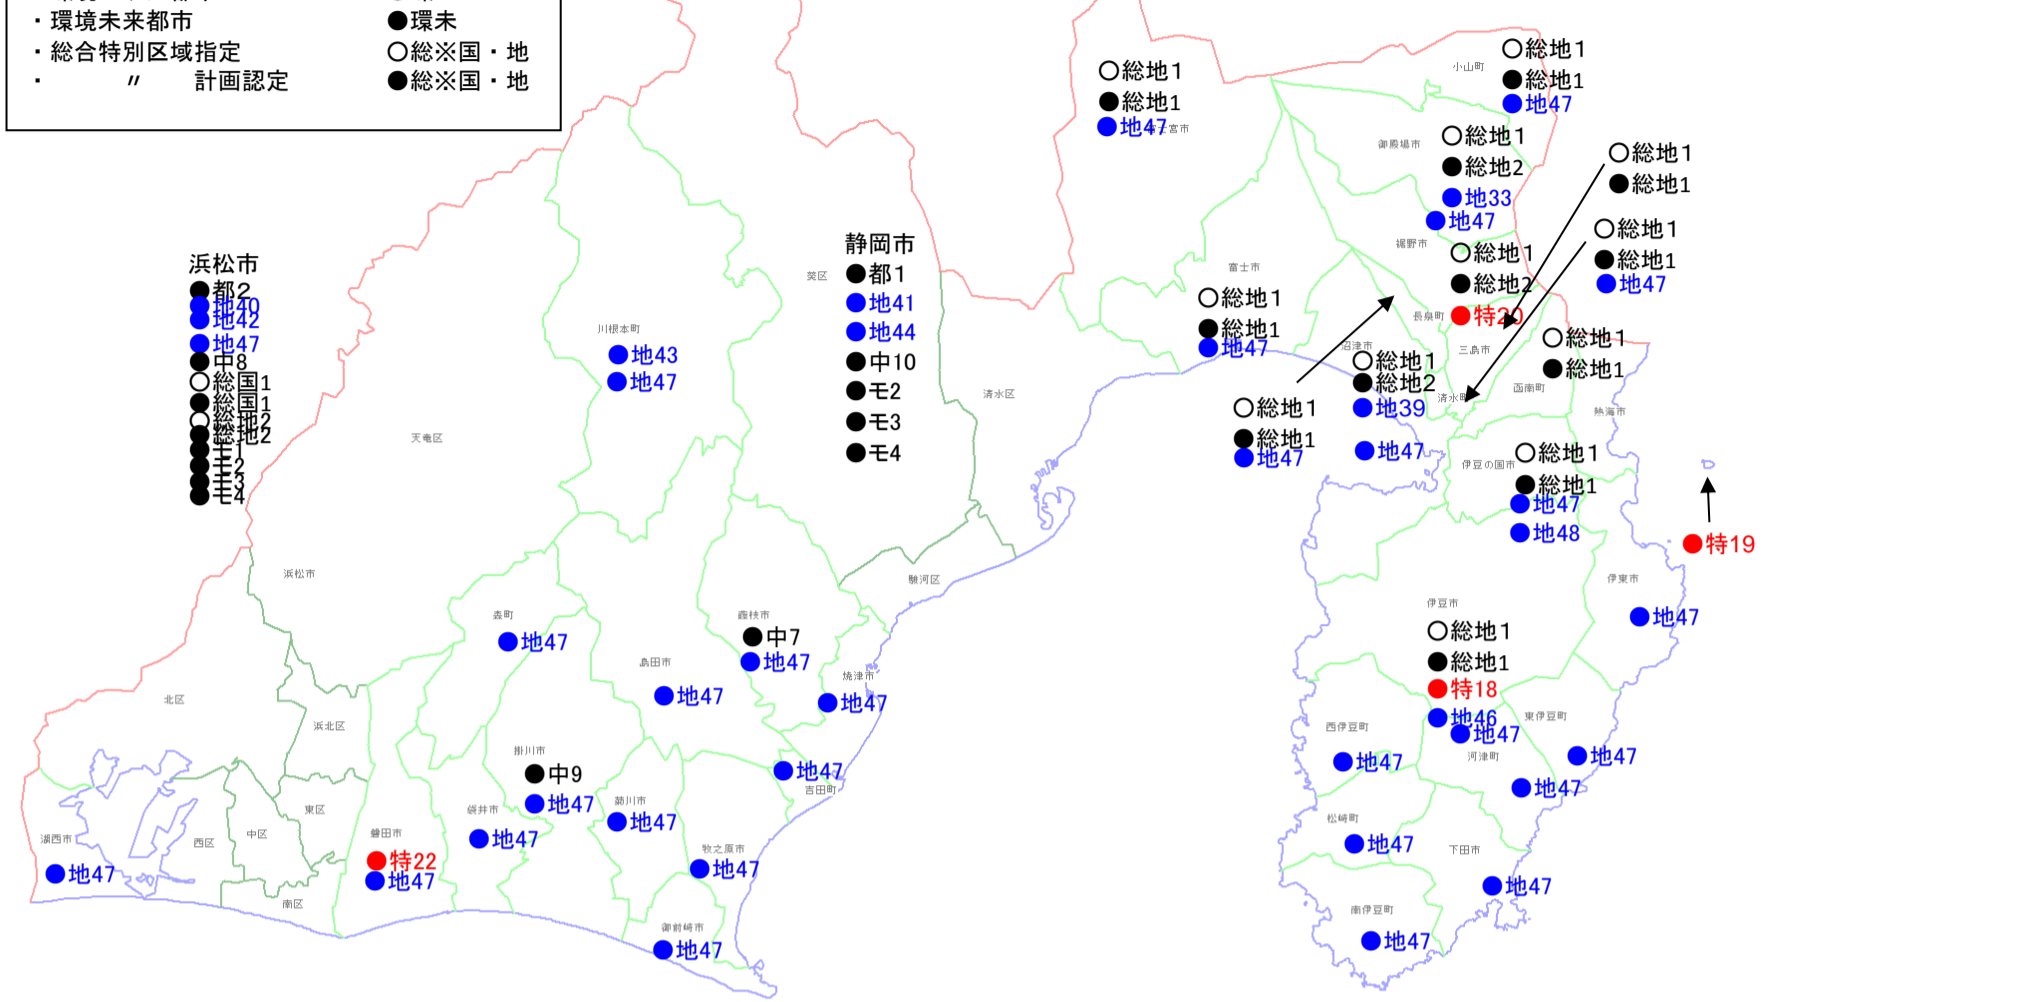 ・環境未来都市 ●環未
・総合特別区域指定 ○総※国・地
・ 〃 計画認定 ●総※国・地
○総地1
●総地1
●地47
富士宮市
小山町
○総地1
●総地1
●地47
御殿場市
○総地1
●総地2
●地33
●地47
○総地1
●総地1
○総地1
●総地1
●地47
裾野市
○総地1
●総地2
●特20
長泉町
浜松市
●都2
●地40
●地42
●地47
●中8
○総国1
●総国1
○総地2
●総地2
●モ1
●モ2
●モ3
●モ4
静岡市
●都1
●地41
●地44
●中10
●モ2
●モ3
●モ4
葵区
富士市
○総地1
●総地1
●地47
川根本町
●地43
●地47
天竜区
清水区
沼津市
○総地1
●総地2
●地39
●地47
○総地1
●総地1
●地47
三島市
清水町
○総地1
●総地1
函南町
熱海市
伊豆の国市
○総地1
●総地1
●地47
●地48
●特19
浜松市
駿河区
森町
●地47
藤枝市
●中7
●地47
島田市
●地47
焼津市
●地47
伊豆市
○総地1
●総地1
●特18
●地46
●地47
伊東市
●地47
北区
浜北区
西伊豆町
●地47
東伊豆町
●地47
河津町
●地47
掛川市
●中9
●地47
●地47
吉田町
東区
中区
西区
湖西市
●地47
磐田市
●特22
●地47
袋井市
●地47
菊川市
●地47
牧之原市
●地47
松崎町
●地47
下田市
●地47
南区
御前崎市
●地47
南伊豆町
●地47